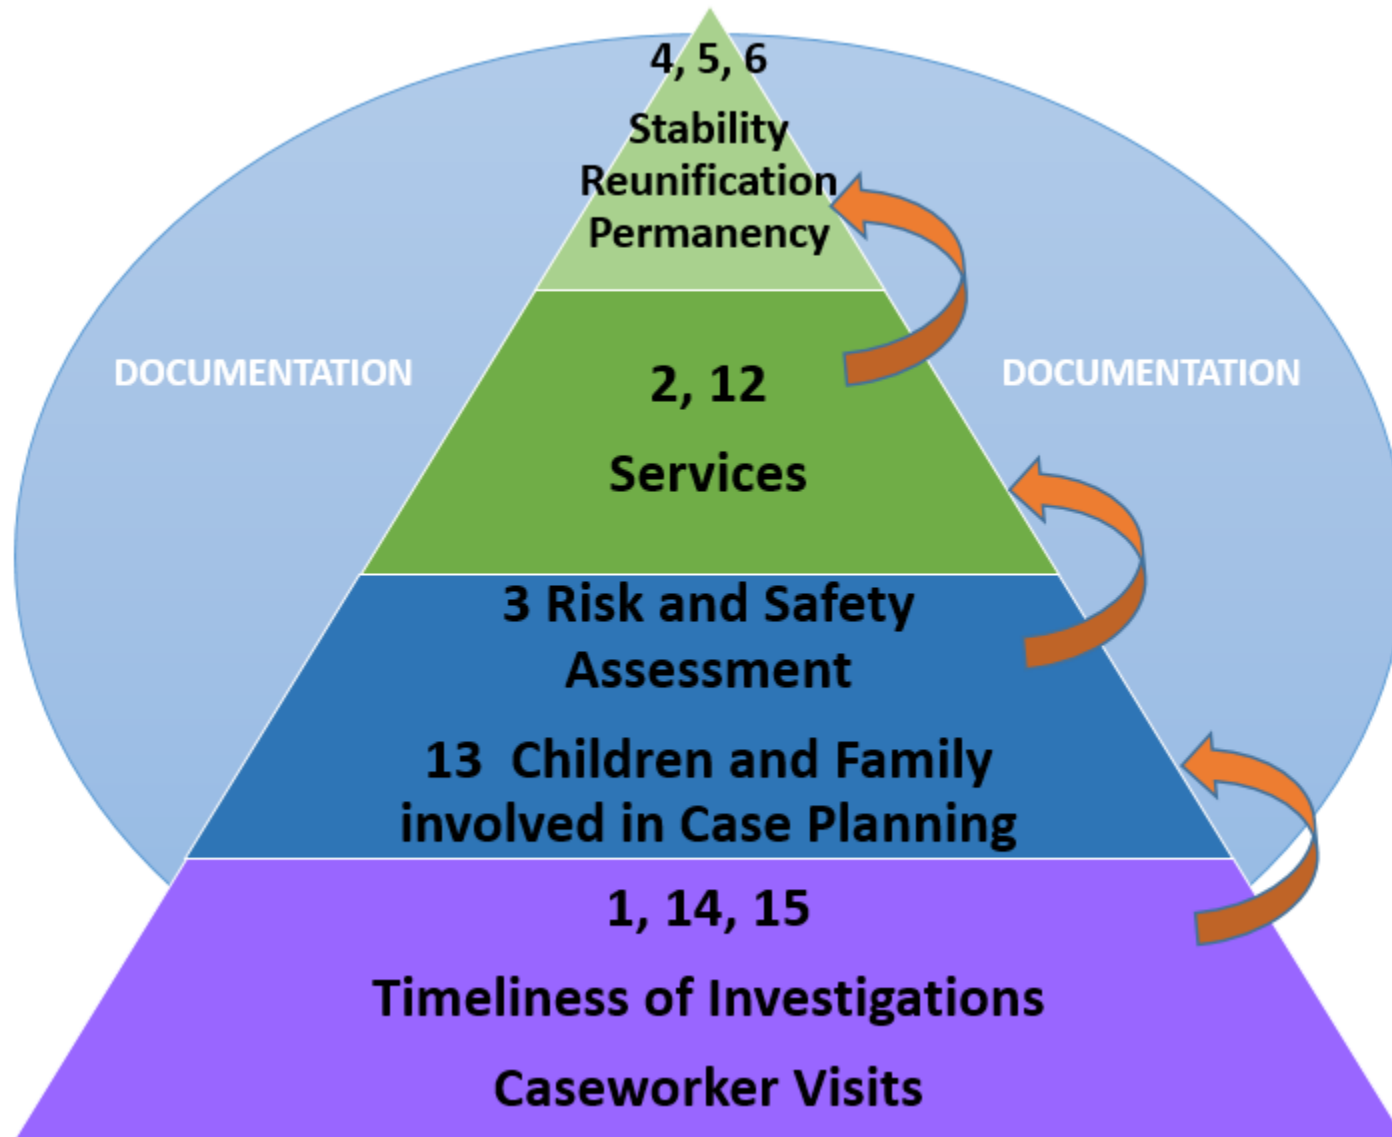 4, 5, 6
Stability
Reunification
Permanency
DOCUMENTATION
DOCUMENTATION
2, 12
Services
3 Risk and Safety
Assessment
13  Children and Family
involved in Case Planning
1, 14, 15
Timeliness of Investigations
Caseworker Visits